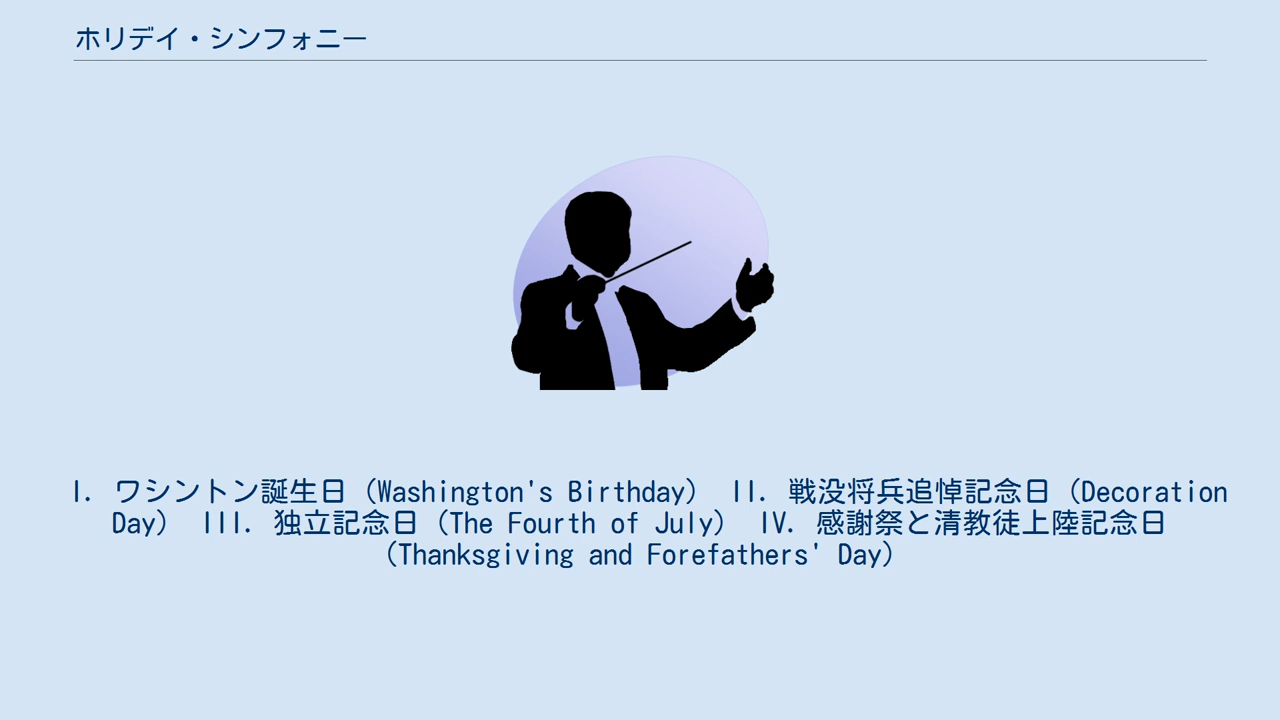 ホリデイ・シンフォニー
I. ワシントン誕生日（Washington's Birthday） II. 戦没将兵追悼記念日（Decoration
Day） III. 独立記念日（The Fourth of July） IV. 感謝祭と清教徒上陸記念日
（Thanksgiving and Forefathers' Day）